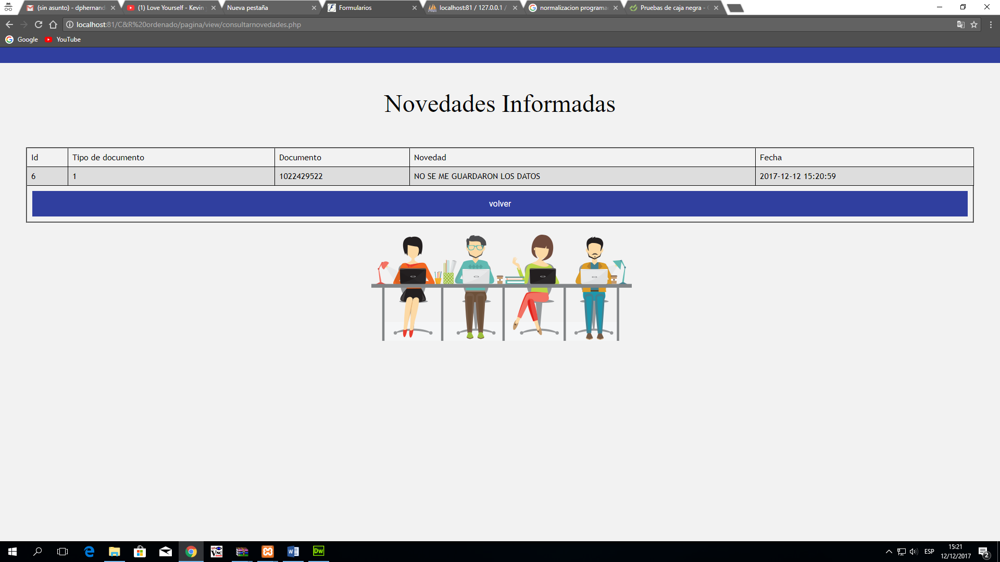 (sin asunto) - dphernand
(1) Love Yourself - Kevin
Nueva pestaña
Formularios
localhost:81 / 127.0.0.1 /
normalizacion programa
Pruebas de caja negra -
localhost:81/C&R%20ordenado/pagina/view/consultarnovedades.php
Google
YouTube
Novedades Informadas
Id Tipo de documento Documento Novedad Fecha
6 1 1022429522 NO SE ME GUARDARON LOS DATOS 2017-12-12 15:20:59
volver
VNC
Dw
ESP
15:21
12/12/2017
2